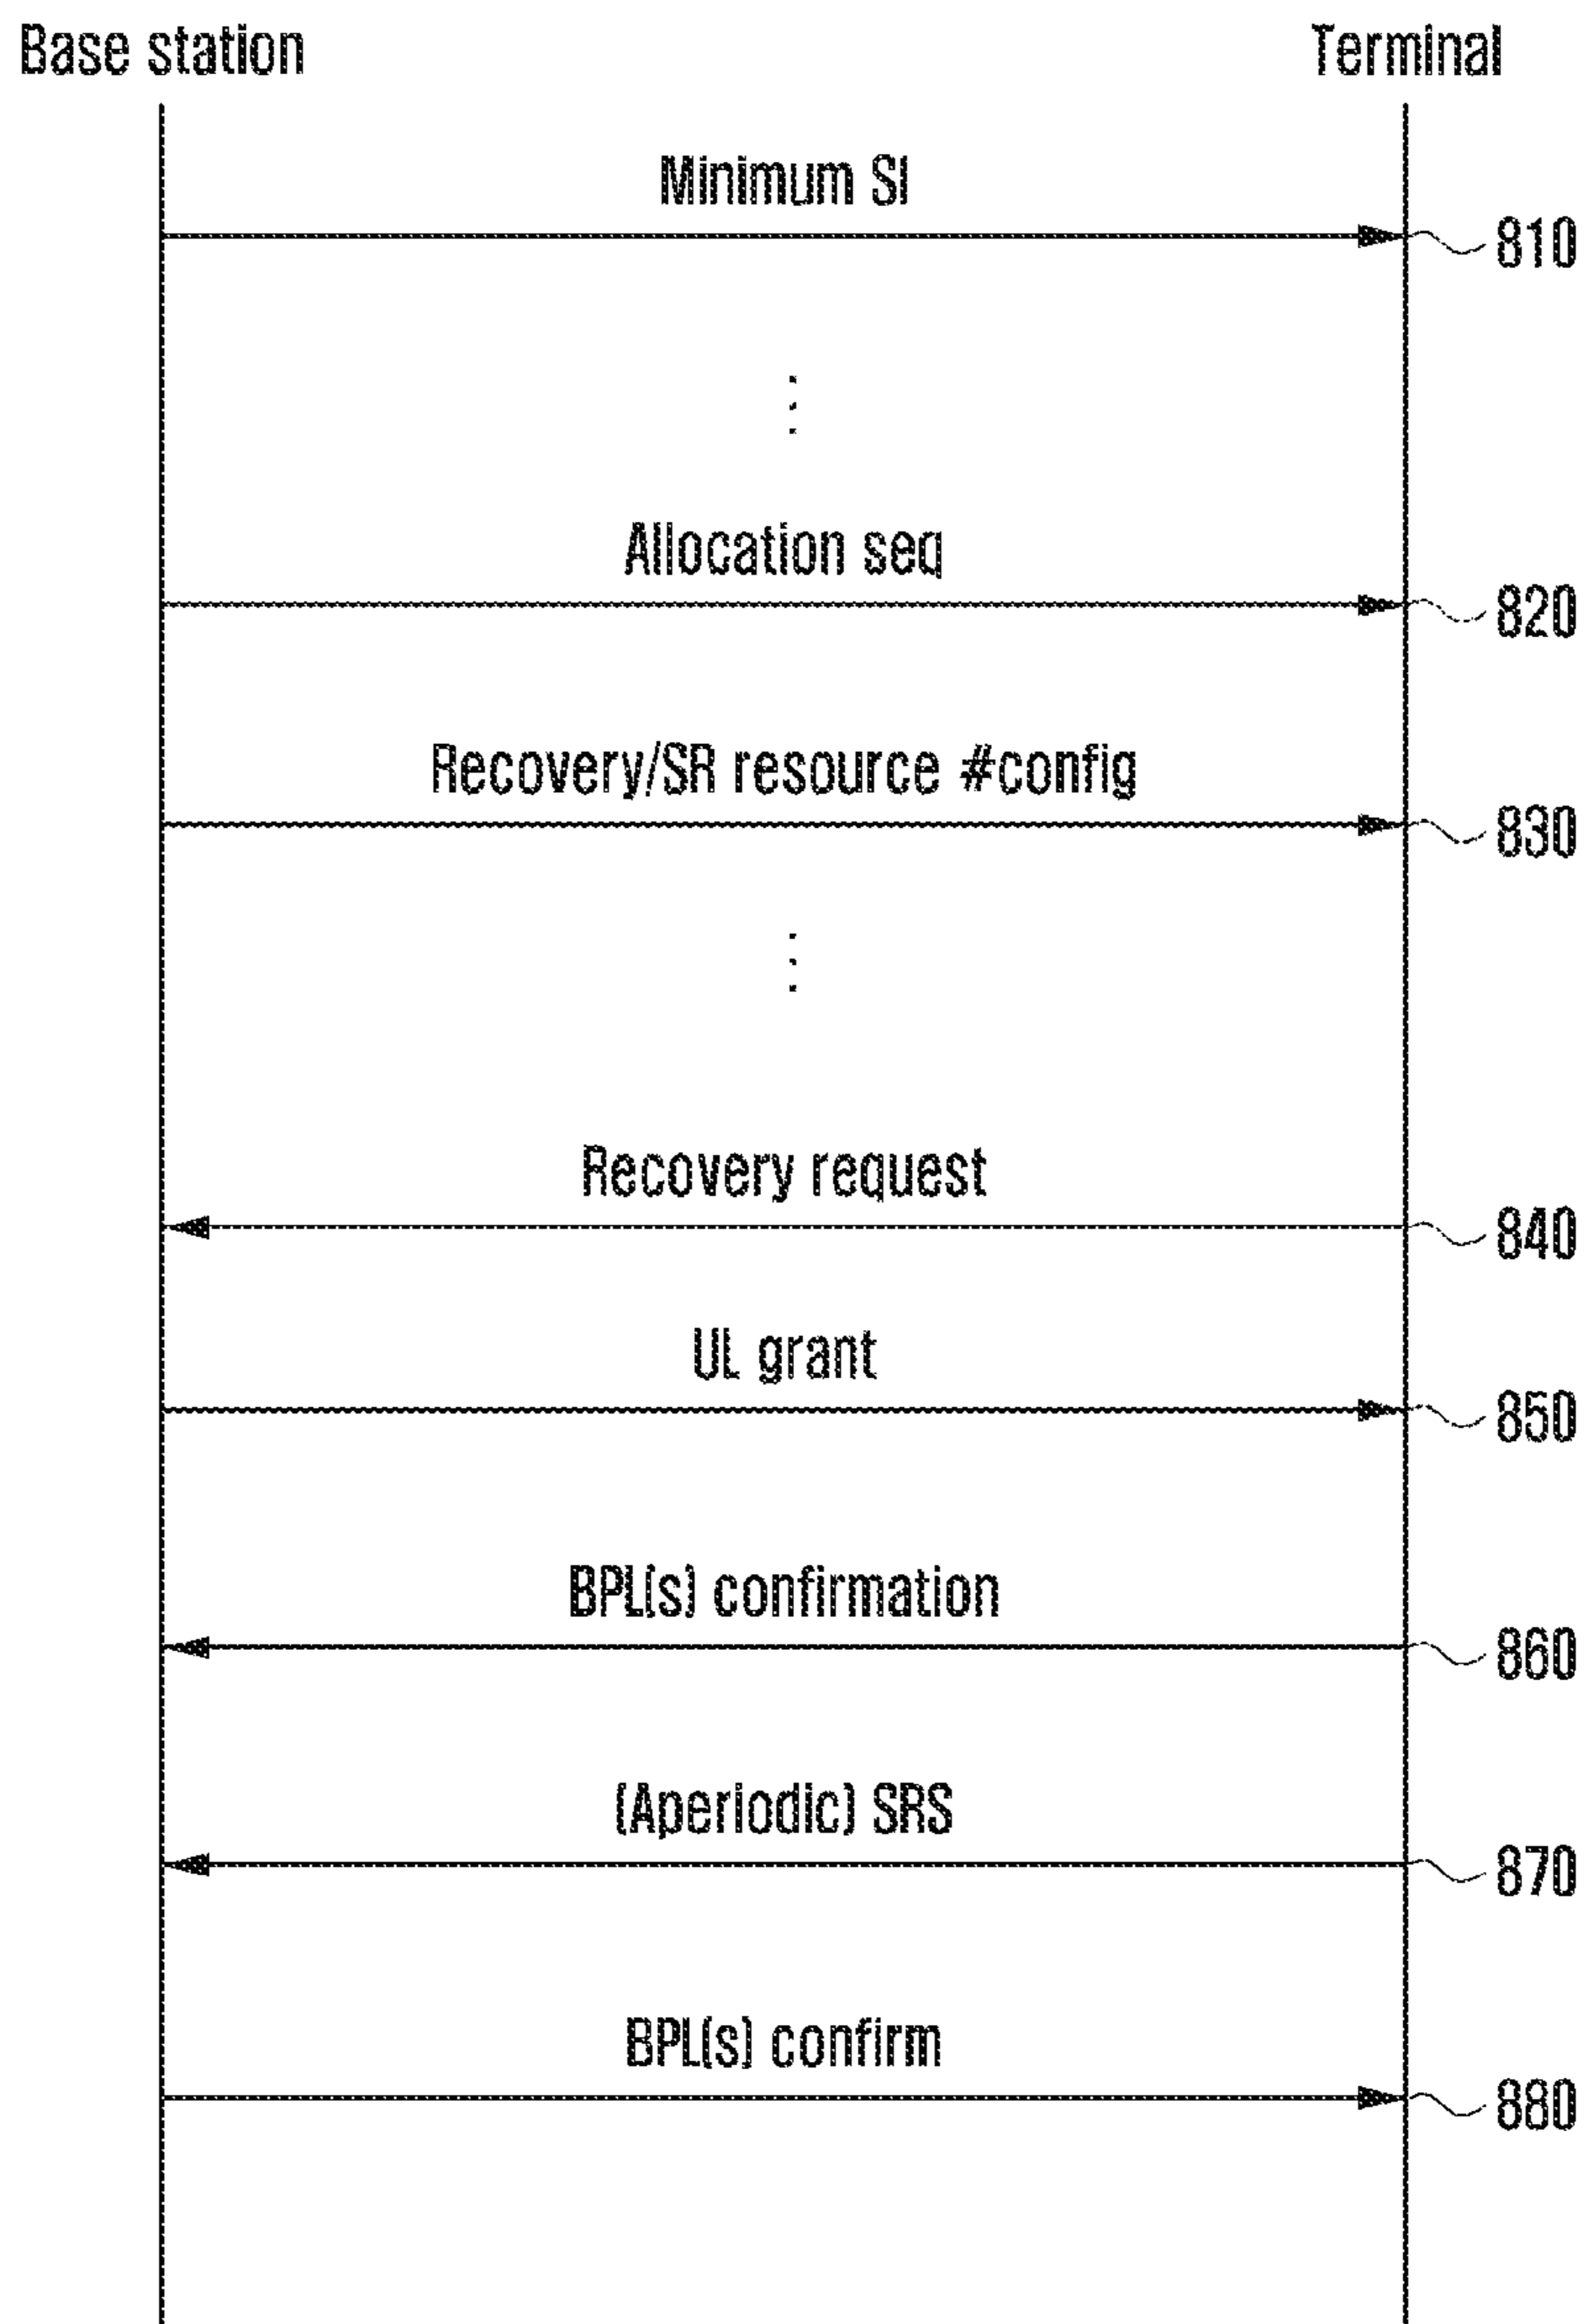 Base station Terminal
Minimum SI
810
Allocation seq
820
Recovery/SR resource #config
830
Recovery request
840
UL grant
850
BPL(s) confirmation
860
(Aperiodic) SRS
870
BPL(s) confirm
880